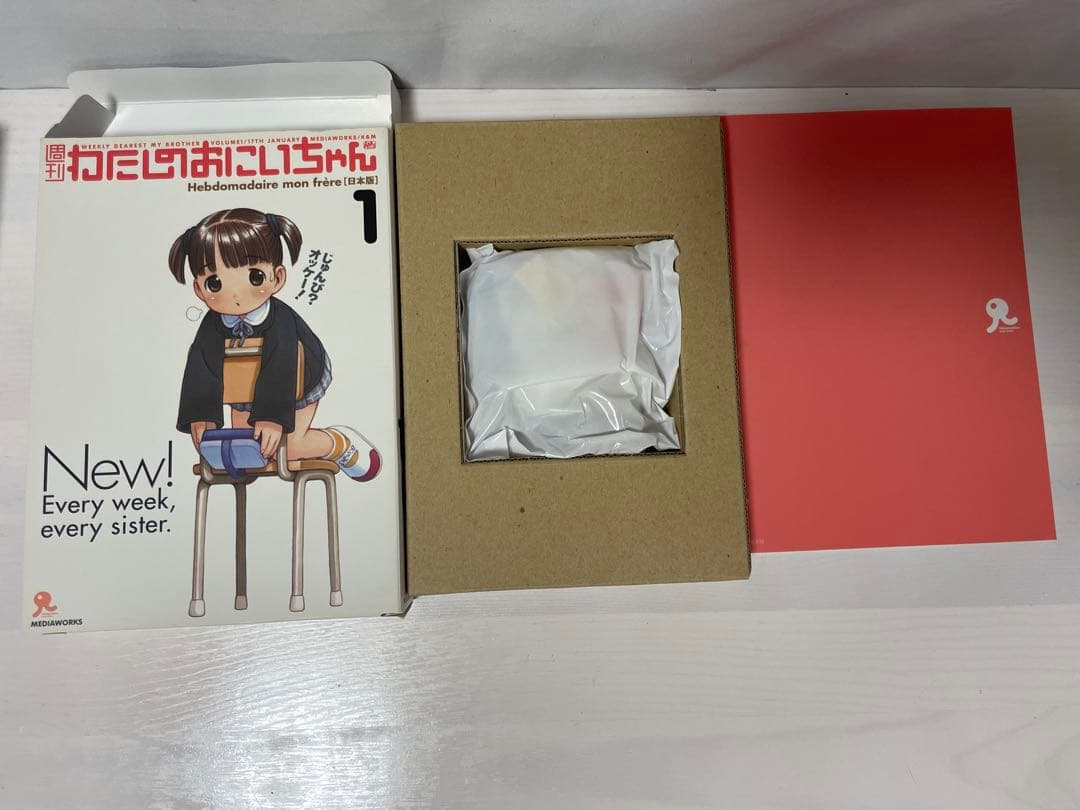 WEEKLY DEAREST MY BROTHER VOLUME1/17TH JANUARY MEDIAWORKS/K&M
週刊
わたしのおにいちゃん
Hebdomadaire mon frère [日本版]
1
じゅんび?
オッケー!
New!
Every week,
every sister.
MEDIAWORKS